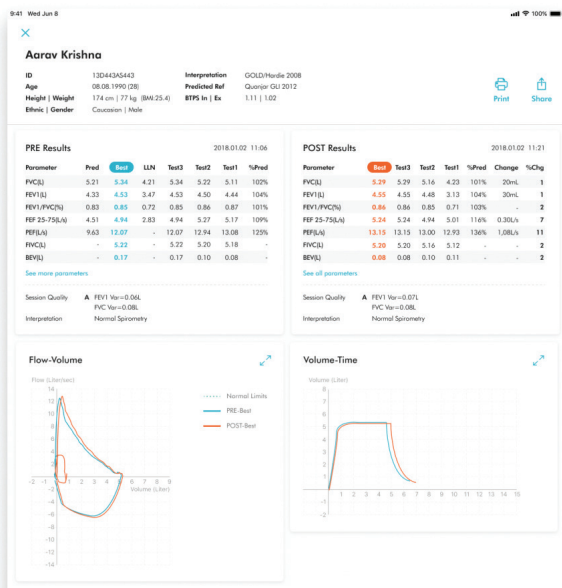 9:41 Wed Jun 8 100%
Aarav Krishna
ID 13D443AS443 Interpretation GOLD/Hardie 2008
Age 08.08.1990 (28) Predicted Ref Quanjar GLI 2012
Height | Weight 174 cm | 77 kg (BMI:25.4) BTPS In | Ex 1.11 | 1.02
Ethnic | Gender Caucasion | Male
Print Share
PRE Results 2018.01.02 11:06
Parameter Pred Best LLN Test3 Test2 Test1 %Pred
FVC(L) 5.21 5.34 4.21 5.34 5.22 5.11 102%
FEV1(L) 4.33 4.53 3.47 4.53 4.50 4.44 104%
FEV1/FVC(%) 0.83 0.85 0.72 0.85 0.86 0.87 101%
FEF 25-75(L/s) 4.51 4.94 2.83 4.94 5.27 5.17 109%
PEF(L/s) 9.63 12.07 - 12.07 12.94 13.08 125%
FIVC(L) - 5.22 - 5.22 5.20 5.18 -
BEV(L) - 0.17 - 0.17 0.10 0.08 -
See more parameters
Session Quality A FEV1 Var=0.06L
FVC Var=0.08L
Interpretation Normal Spirometry
POST Results 2018.01.02 11:21
Parameter Best Test3 Test2 Test1 %Pred Change %Chg
FVC(L) 5.29 5.29 5.16 4.23 101% 20mL 1
FEV1(L) 4.55 4.55 4.48 3.13 104% 30mL 1
FEV1/FVC(%) 0.86 0.86 0.85 0.71 103% - 2
FEF 25-75(L/s) 5.24 5.24 4.94 5.01 116% 0.30L/s 7
PEF(L/s) 13.15 13.15 13.00 12.93 136% 1,08L/s 11
FIVC(L) 5.20 5.20 5.16 5.12 - - 2
BEV(L) 0.08 0.08 0.10 0.11 - - 2
See all parameters
Session Quality A FEV1 Var=0.07L
FVC Var=0.08L
Interpretation Normal Spirometry
Flow-Volume
Flow (Liter/sec)
14
12
10
8
6
4
2
-2 -1 1 2 3 4 5 6 7 8 9
Volume (Liter)
-2
-4
-6
-8
-10
-12
-14
Normal Limits
PRE-Best
POST-Best
Volume-Time
Volume (Liter)
8
7
6
5
4
3
2
1
1 2 3 4 5 6 7 8 9 10 11 12 13 14 15
-1
-2